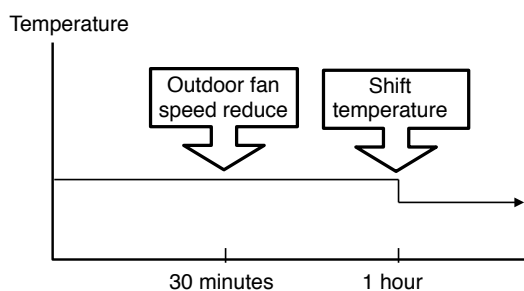 Temperature
Outdoor fan
speed reduce
Shift
temperature
30 minutes
1 hour